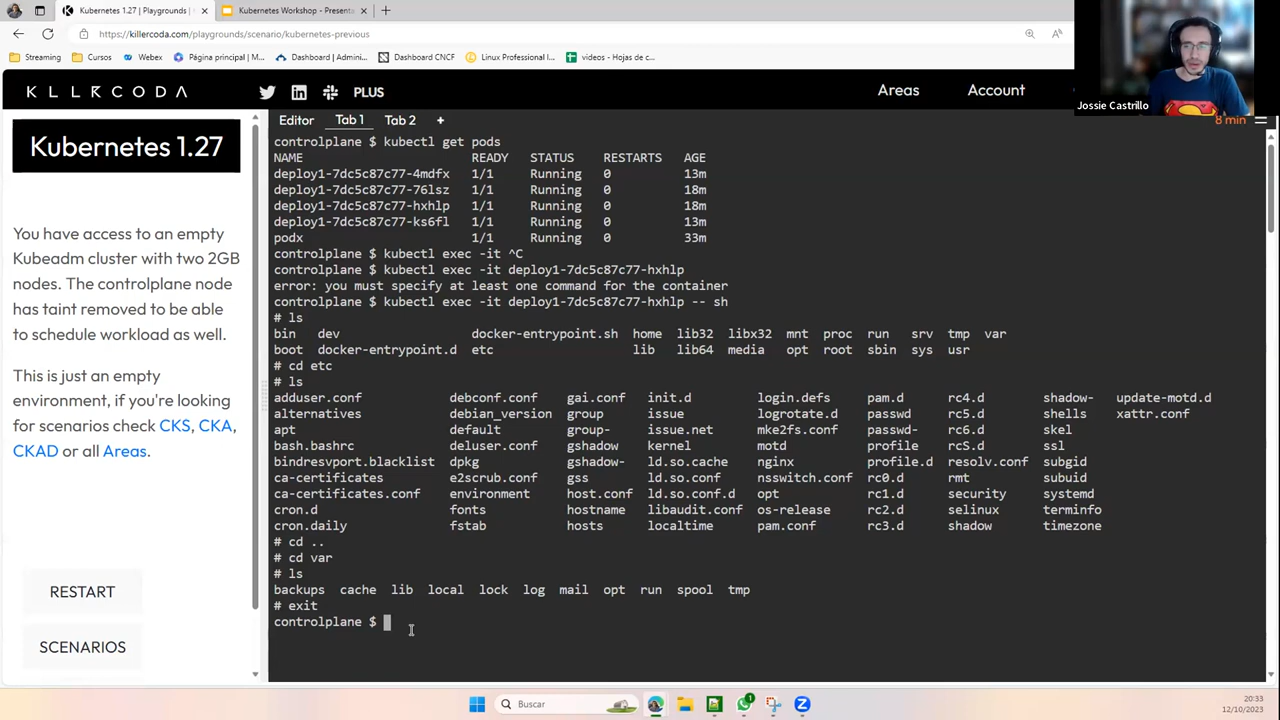 Kubernetes 1.27 | Playgrounds |
Kubernetes Workshop - Presenta
https://killercoda.com/playgrounds/scenario/kubernetes-previous
Streaming
Cursos
Webex
Página principal | M...
Dashboard | Admini...
Dashboard CNCF
Linux Professional I...
videos - Hojas de c...
Jossie Castrillo
KLLRKODA
PLUS
Areas
Account
Editor
Tab 1
Tab 2
+
8 min
Kubernetes 1.27
You have access to an empty
Kubeadm cluster with two 2GB
nodes. The controlplane node
has taint removed to be able
to schedule workload as well.
This is just an empty
environment, if you're looking
for scenarios check CKS, CKA,
CKAD or all Areas.
RESTART
SCENARIOS
controlplane $ kubectl get pods
NAME READY STATUS RESTARTS AGE
deploy1-7dc5c87c77-4mdfx 1/1 Running 0 13m
deploy1-7dc5c87c77-76lsz 1/1 Running 0 18m
deploy1-7dc5c87c77-hxhlp 1/1 Running 0 18m
deploy1-7dc5c87c77-ks6fl 1/1 Running 0 13m
podx 1/1 Running 0 33m
controlplane $ kubectl exec -it ^C
controlplane $ kubectl exec -it deploy1-7dc5c87c77-hxhlp
error: you must specify at least one command for the container
controlplane $ kubectl exec -it deploy1-7dc5c87c77-hxhlp -- sh
# ls
bin dev docker-entrypoint.sh home lib32 libx32 mnt proc run srv tmp var
boot docker-entrypoint.d etc lib lib64 media opt root sbin sys usr
# cd etc
# ls
adduser.conf debconf.conf gai.conf init.d login.defs pam.d rc4.d shadow- update-motd.d
alternatives debian_version group issue logrotate.d passwd rc5.d shells xattr.conf
apt default group- issue.net mke2fs.conf passwd- rc6.d skel
bash.bashrc deluser.conf gshadow kernel motd profile rcS.d ssl
bindresvport.blacklist dpkg gshadow- ld.so.cache nginx profile.d resolv.conf subgid
ca-certificates e2scrub.conf gss ld.so.conf nsswitch.conf rc0.d rmt subuid
ca-certificates.conf environment host.conf ld.so.conf.d opt rc1.d security systemd
cron.d fonts hostname libaudit.conf os-release rc2.d selinux terminfo
cron.daily fstab hosts localtime pam.conf rc3.d shadow timezone
# cd ..
# cd var
# ls
backups cache lib local lock log mail opt run spool tmp
# exit
controlplane $
Buscar
1
20:33
12/10/2023